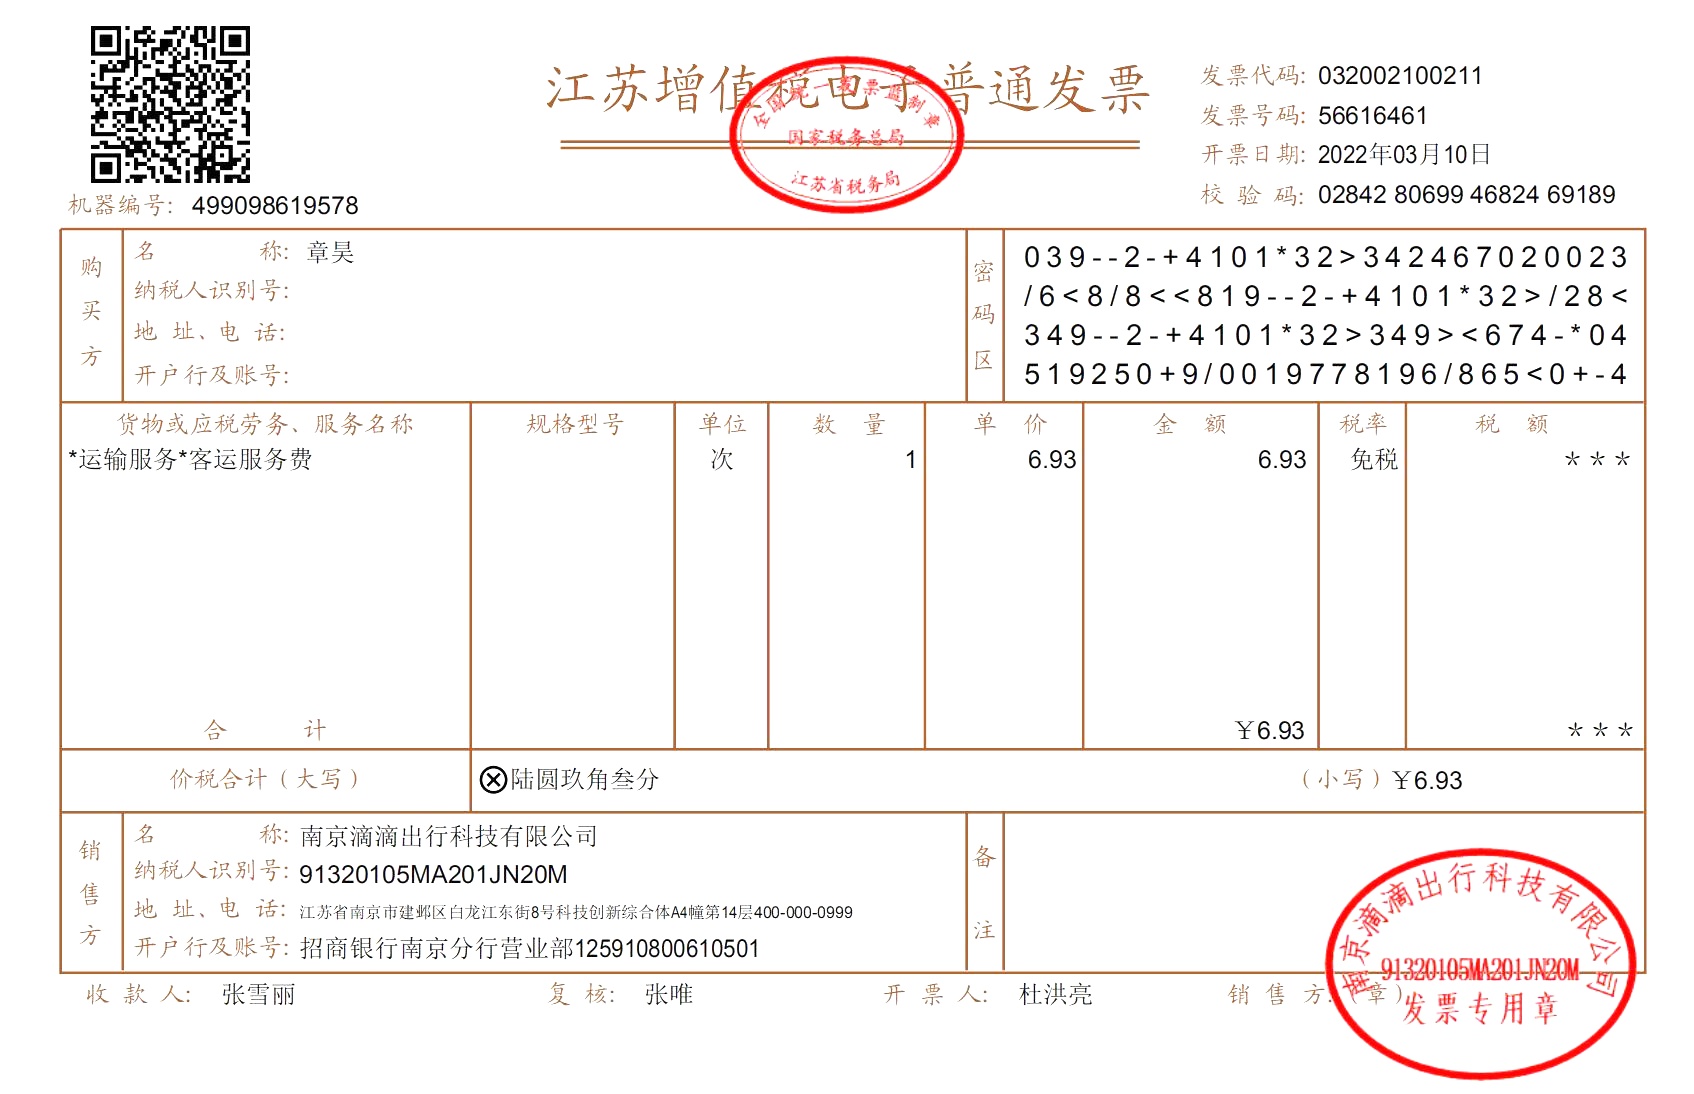 江苏增值税电子普通发票
全国统一发票监制章
国家税务总局
江苏省税务局
发票代码: 032002100211
发票号码: 56616461
开票日期: 2022年03月10日
校 验 码: 02842 80699 46824 69189
机器编号: 499098619578
购买方
名 称: 章昊
纳税人识别号:
地 址、电 话:
开户行及账号:
密码区
039--2-+4101*32>342467020023
/6<8/8<<819--2-+4101*32>/28<
349--2-+4101*32>349><674-*04
519250+9/0019778196/865<0+-4
货物或应税劳务、服务名称 规格型号 单位 数 量 单 价 金 额 税率 税 额
*运输服务*客运服务费 次 1 6.93 6.93 免税 ***
合 计 ￥6.93 ***
价税合计（大写） ⊗陆圆玖角叁分 （小写）￥6.93
销售方
名 称: 南京滴滴出行科技有限公司
纳税人识别号: 91320105MA201JN20M
地 址、电 话: 江苏省南京市建邺区白龙江东街8号科技创新综合体A4幢第14层400-000-0999
开户行及账号: 招商银行南京分行营业部125910800610501
备注
收 款 人: 张雪丽 复 核: 张唯 开 票 人: 杜洪亮 销 售 方:（章）
南京滴滴出行科技有限公司
91320105MA201JN20M
发票专用章